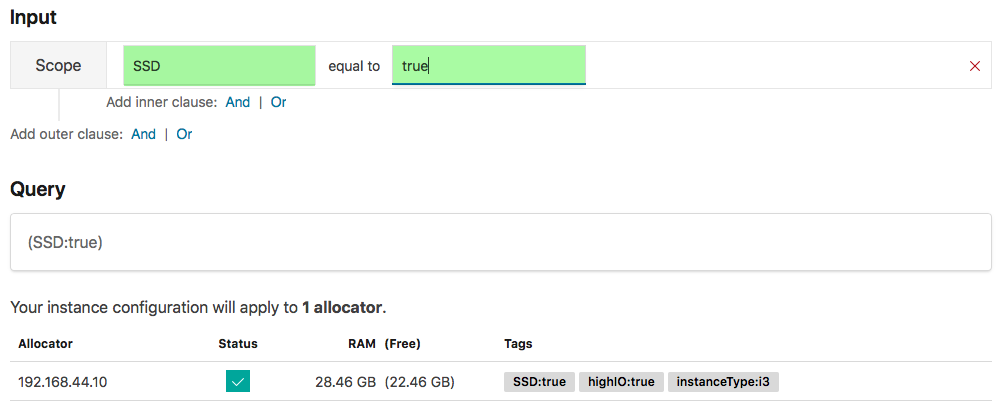 Input
Scope SSD equal to true
Add inner clause: And | Or
Add outer clause: And | Or
Query
(SSD:true)
Your instance configuration will apply to 1 allocator.
Allocator Status RAM (Free) Tags
192.168.44.10 28.46 GB (22.46 GB) SSD:true highIO:true instanceType:i3